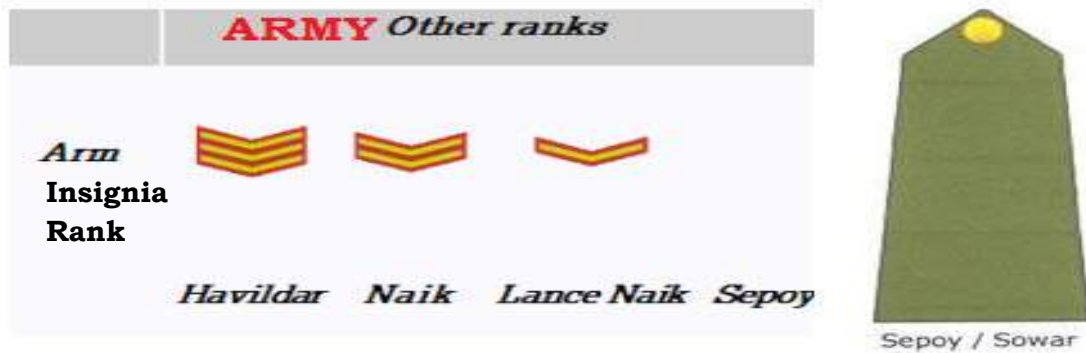 ARMY Other ranks
Arm
Insignia
Rank
Havildar Naik Lance Naik Sepoy
Sepoy / Sowar